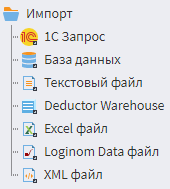 Импорт
1С Запрос
База данных
Текстовый файл
Deductor Warehouse
Excel файл
Loginom Data файл
XML файл